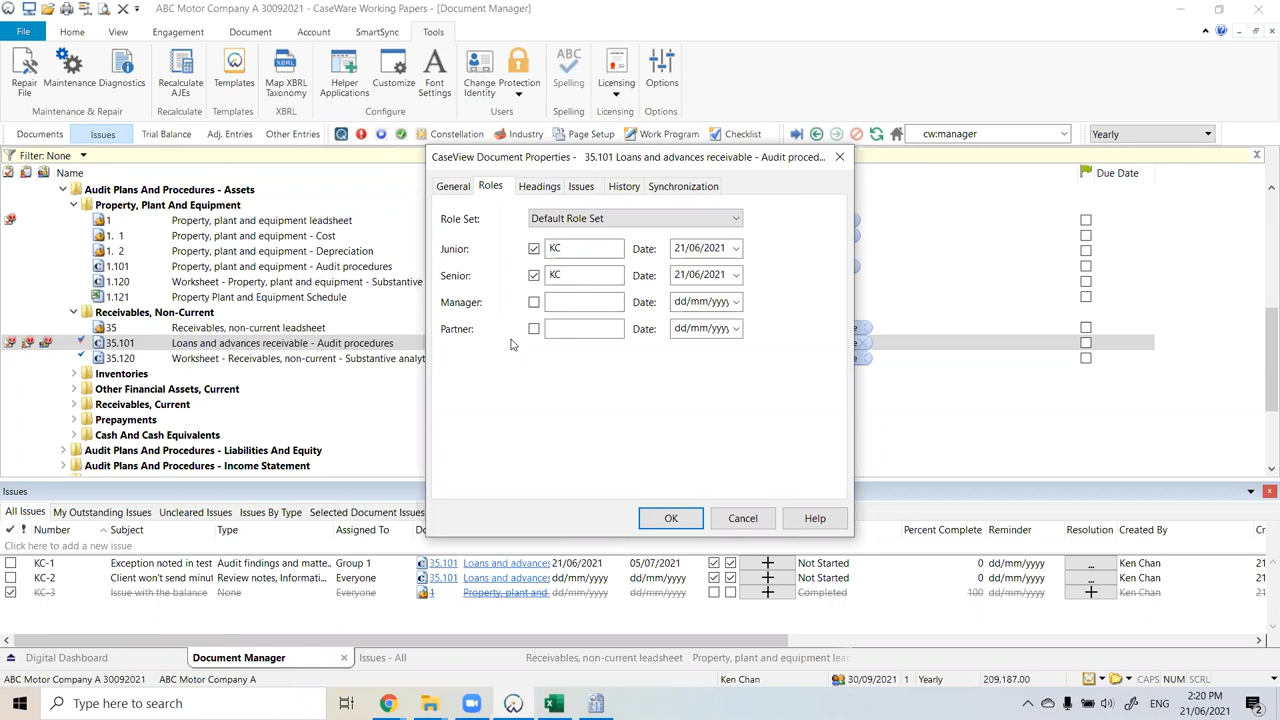 ABC Motor Company A 30092021 - CaseWare Working Papers - [Document Manager]
File Home View Engagement Document Account SmartSync Tools
Repair File Maintenance Diagnostics Recalculate AJEs Templates Map XBRL Taxonomy Helper Applications Customize Font Settings Change Identity Protection ABC Spelling Licensing Options
Maintenance & Repair Recalculate Templates XBRL Configure Users Spelling Licensing Options
Documents Issues Trial Balance Adj. Entries Other Entries Constellation Industry Page Setup Work Program Checklist cw:manager Yearly
Filter: None
Name Due Date
Audit Plans And Procedures - Assets
Property, Plant And Equipment
1 Property, plant and equipment leadsheet
1. 1 Property, plant and equipment - Cost
1. 2 Property, plant and equipment - Depreciation
1.101 Property, plant and equipment - Audit procedures
1.120 Worksheet - Property, plant and equipment - Substantive
1.121 Property Plant and Equipment Schedule
Receivables, Non-Current
35 Receivables, non-current leadsheet
35.101 Loans and advances receivable - Audit procedures
35.120 Worksheet - Receivables, non-current - Substantive analyt
Inventories
Other Financial Assets, Current
Receivables, Current
Prepayments
Cash And Cash Equivalents
Audit Plans And Procedures - Liabilities And Equity
Audit Plans And Procedures - Income Statement
CaseView Document Properties - 35.101 Loans and advances receivable - Audit proced...
General Roles Headings Issues History Synchronization
Role Set: Default Role Set
Junior: KC Date: 21/06/2021
Senior: KC Date: 21/06/2021
Manager: Date: dd/mm/yyyy
Partner: Date: dd/mm/yyyy
OK Cancel Help
Issues
All Issues My Outstanding Issues Uncleared Issues Issues By Type Selected Document Issues
Number Subject Type Assigned To Percent Complete Reminder Resolution Created By
Click here to add a new issue
KC-1 Exception noted in test Audit findings and matte... Group 1 35.101 Loans and advances 21/06/2021 05/07/2021 Not Started 0 dd/mm/yyyy ... Ken Chan 21
KC-2 Client won't send minut Review notes, Informati... Everyone 35.101 Loans and advances dd/mm/yyyy dd/mm/yyyy Not Started 0 dd/mm/yyyy ... Ken Chan 21
KC-3 Issue with the balance None Everyone 1 Property, plant and dd/mm/yyyy dd/mm/yyyy Completed 100 dd/mm/yyyy Ken Chan 21
Digital Dashboard Document Manager Issues - All Receivables, non-current leadsheet Property, plant and equipment lea
ABC Motor Company A 30092021 ABC Motor Company A Ken Chan 30/09/2021 1 Yearly 209,187.00 CAPS NUM SCRL
Type here to search ENG 2:20 PM
21/06/2021 2